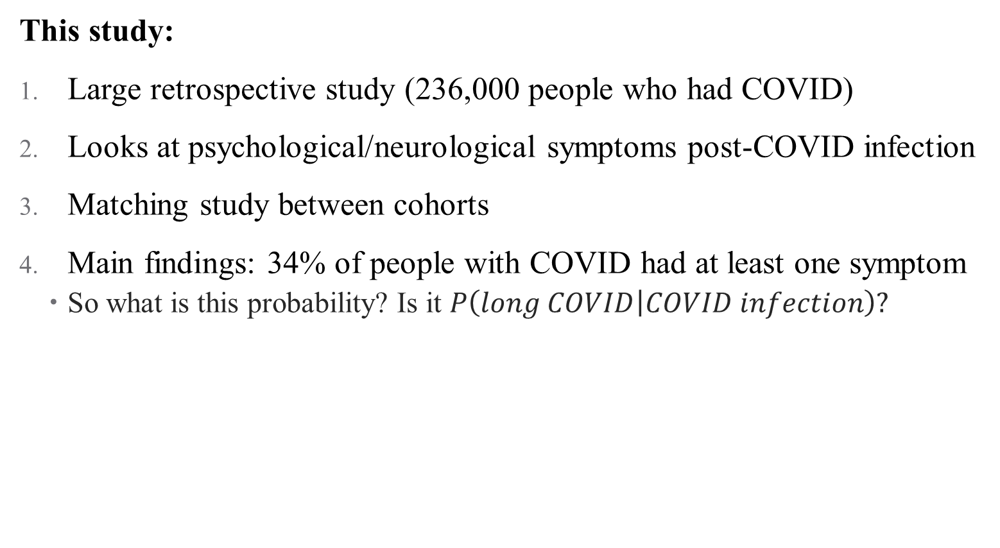 This study:
1. Large retrospective study (236,000 people who had COVID)
2. Looks at psychological/neurological symptoms post-COVID infection
3. Matching study between cohorts
4. Main findings: 34% of people with COVID had at least one symptom
• So what is this probability? Is it P(long COVID|COVID infection)?